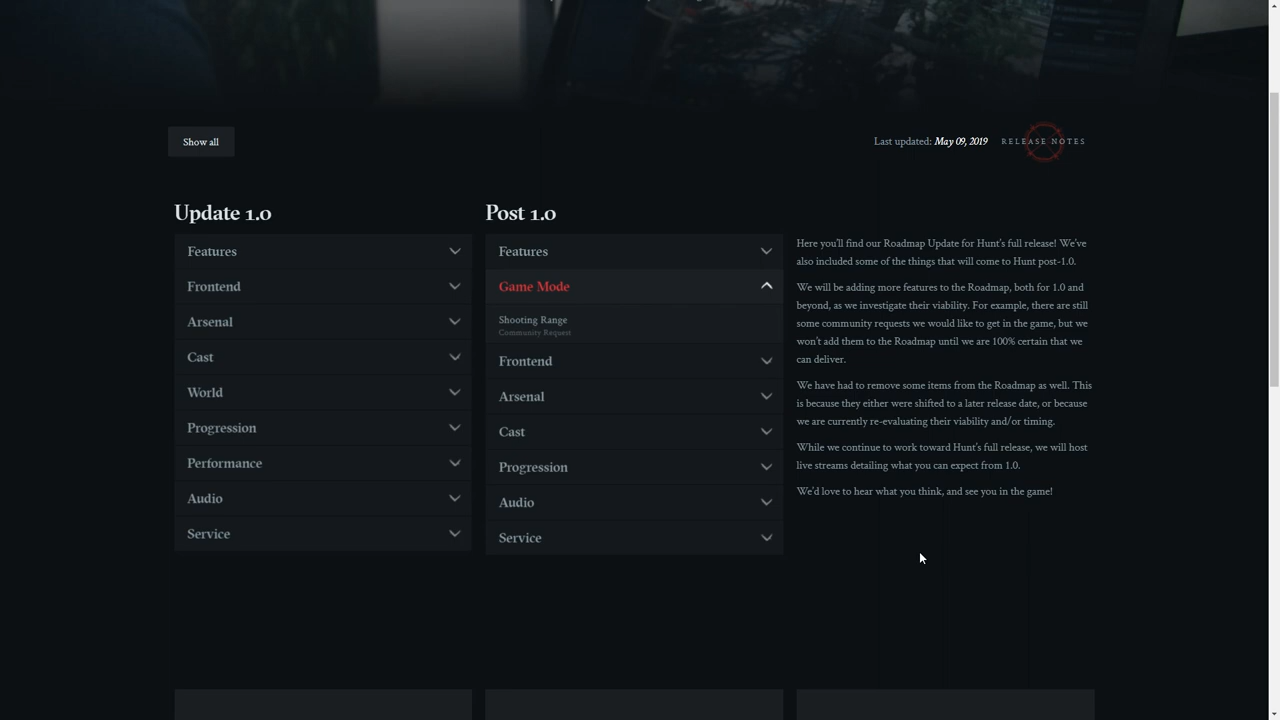 Show all
Last updated: May 09, 2019
RELEASE NOTES
Update 1.0
Features
Frontend
Arsenal
Cast
World
Progression
Performance
Audio
Service
Post 1.0
Features
Game Mode
Shooting Range
Community Request
Frontend
Arsenal
Cast
Progression
Audio
Service
Here you'll find our Roadmap Update for Hunt's full release! We've
also included some of the things that will come to Hunt post-1.0.
We will be adding more features to the Roadmap, both for 1.0 and
beyond, as we investigate their viability. For example, there are still
some community requests we would like to get in the game, but we
won't add them to the Roadmap until we are 100% certain that we
can deliver.
We have had to remove some items from the Roadmap as well. This
is because they either were shifted to a later release date, or because
we are currently re-evaluating their viability and/or timing.
While we continue to work toward Hunt's full release, we will host
live streams detailing what you can expect from 1.0.
We'd love to hear what you think, and see you in the game!